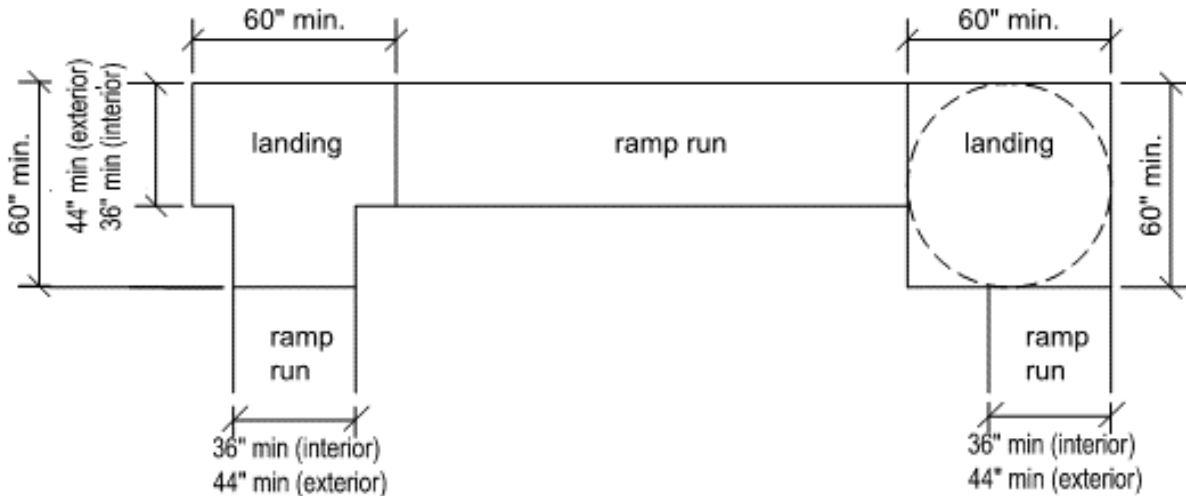 60" min.
60" min.
60" min.
44" min (exterior)
36" min (interior)
landing
ramp run
landing
60" min.
ramp
run
ramp
run
36" min (interior)
44" min (exterior)
36" min (interior)
44" min (exterior)